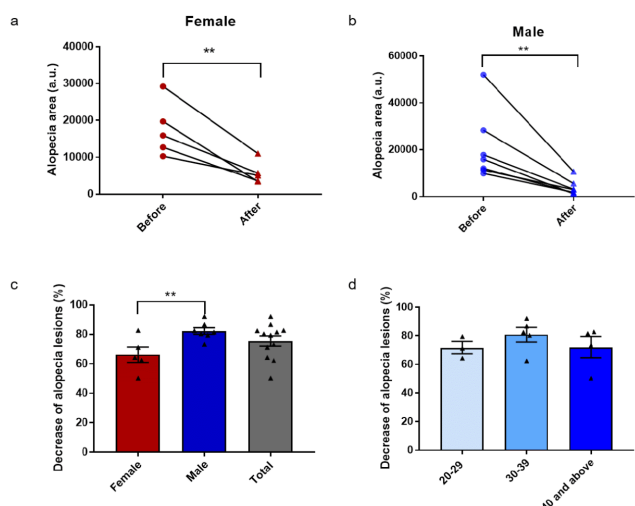 a
Female
**
Alopecia area (a.u.)
40000
30000
20000
10000
0
Before
After
b
Male
**
Alopecia area (a.u.)
60000
40000
20000
0
Before
After
c
**
Decrease of alopecia lesions (%)
100
80
60
40
20
0
Female
Male
Total
d
Decrease of alopecia lesions (%)
100
80
60
40
20
0
20-29
30-39
40 and above